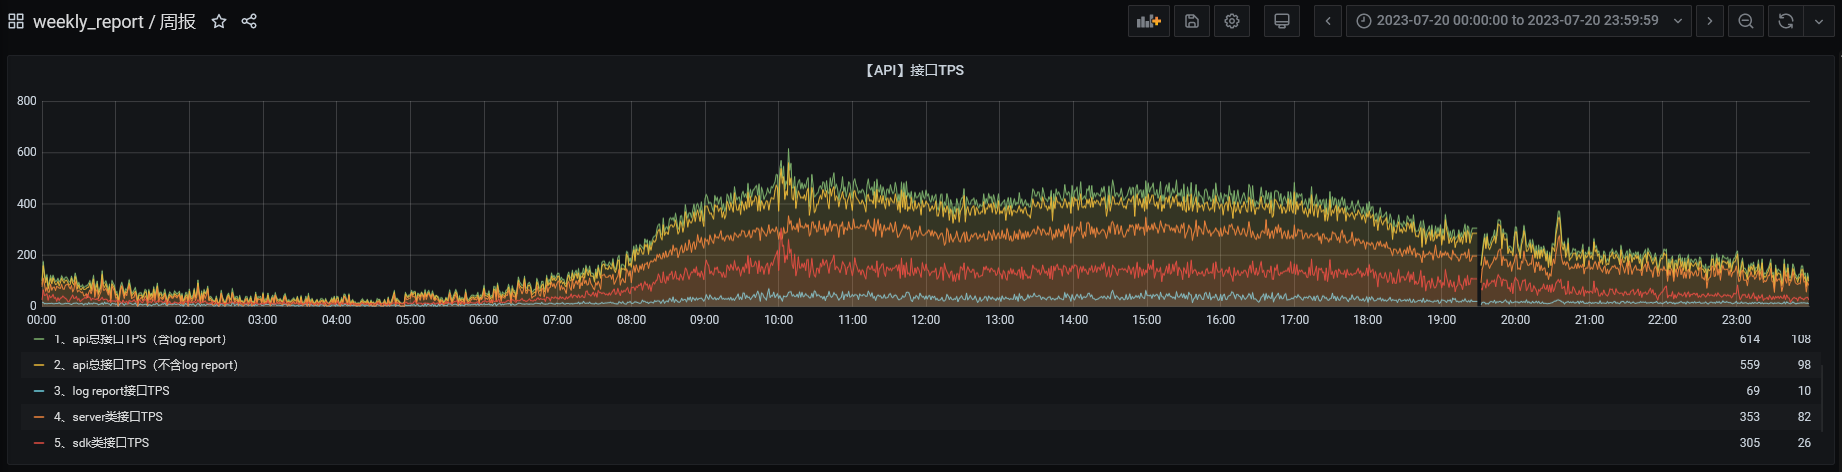 weekly_report / 周报
2023-07-20 00:00:00 to 2023-07-20 23:59:59
【API】接口TPS
800
600
400
200
0
00:00 01:00 02:00 03:00 04:00 05:00 06:00 07:00 08:00 09:00 10:00 11:00 12:00 13:00 14:00 15:00 16:00 17:00 18:00 19:00 20:00 21:00 22:00 23:00
1、api总接口TPS（含log report） 614 108
2、api总接口TPS（不含log report） 559 98
3、log report接口TPS 69 10
4、server类接口TPS 353 82
5、sdk类接口TPS 305 26